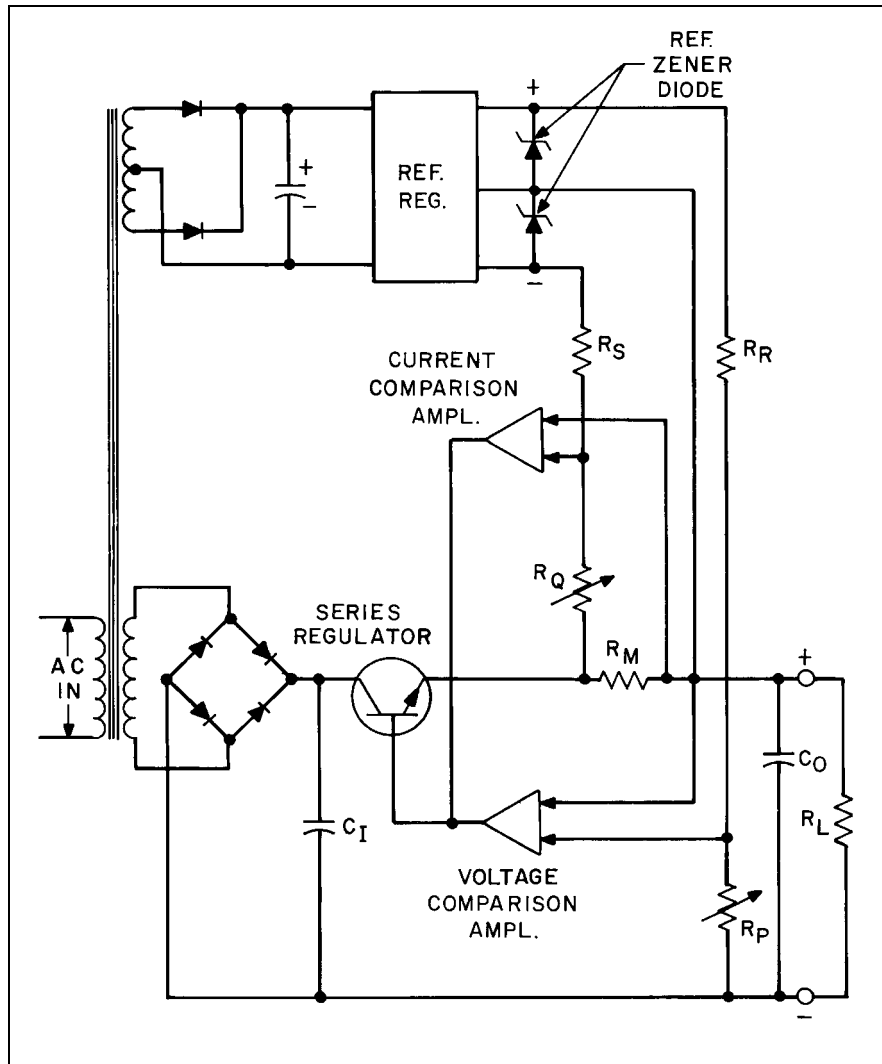 REF.
ZENER
DIODE
+
+
−
REF.
REG.
−
R_S
R_R
CURRENT
COMPARISON
AMPL.
R_Q
SERIES
REGULATOR
R_M
AC
IN
+
C_I
C_O
R_L
VOLTAGE
COMPARISON
AMPL.
R_P
−